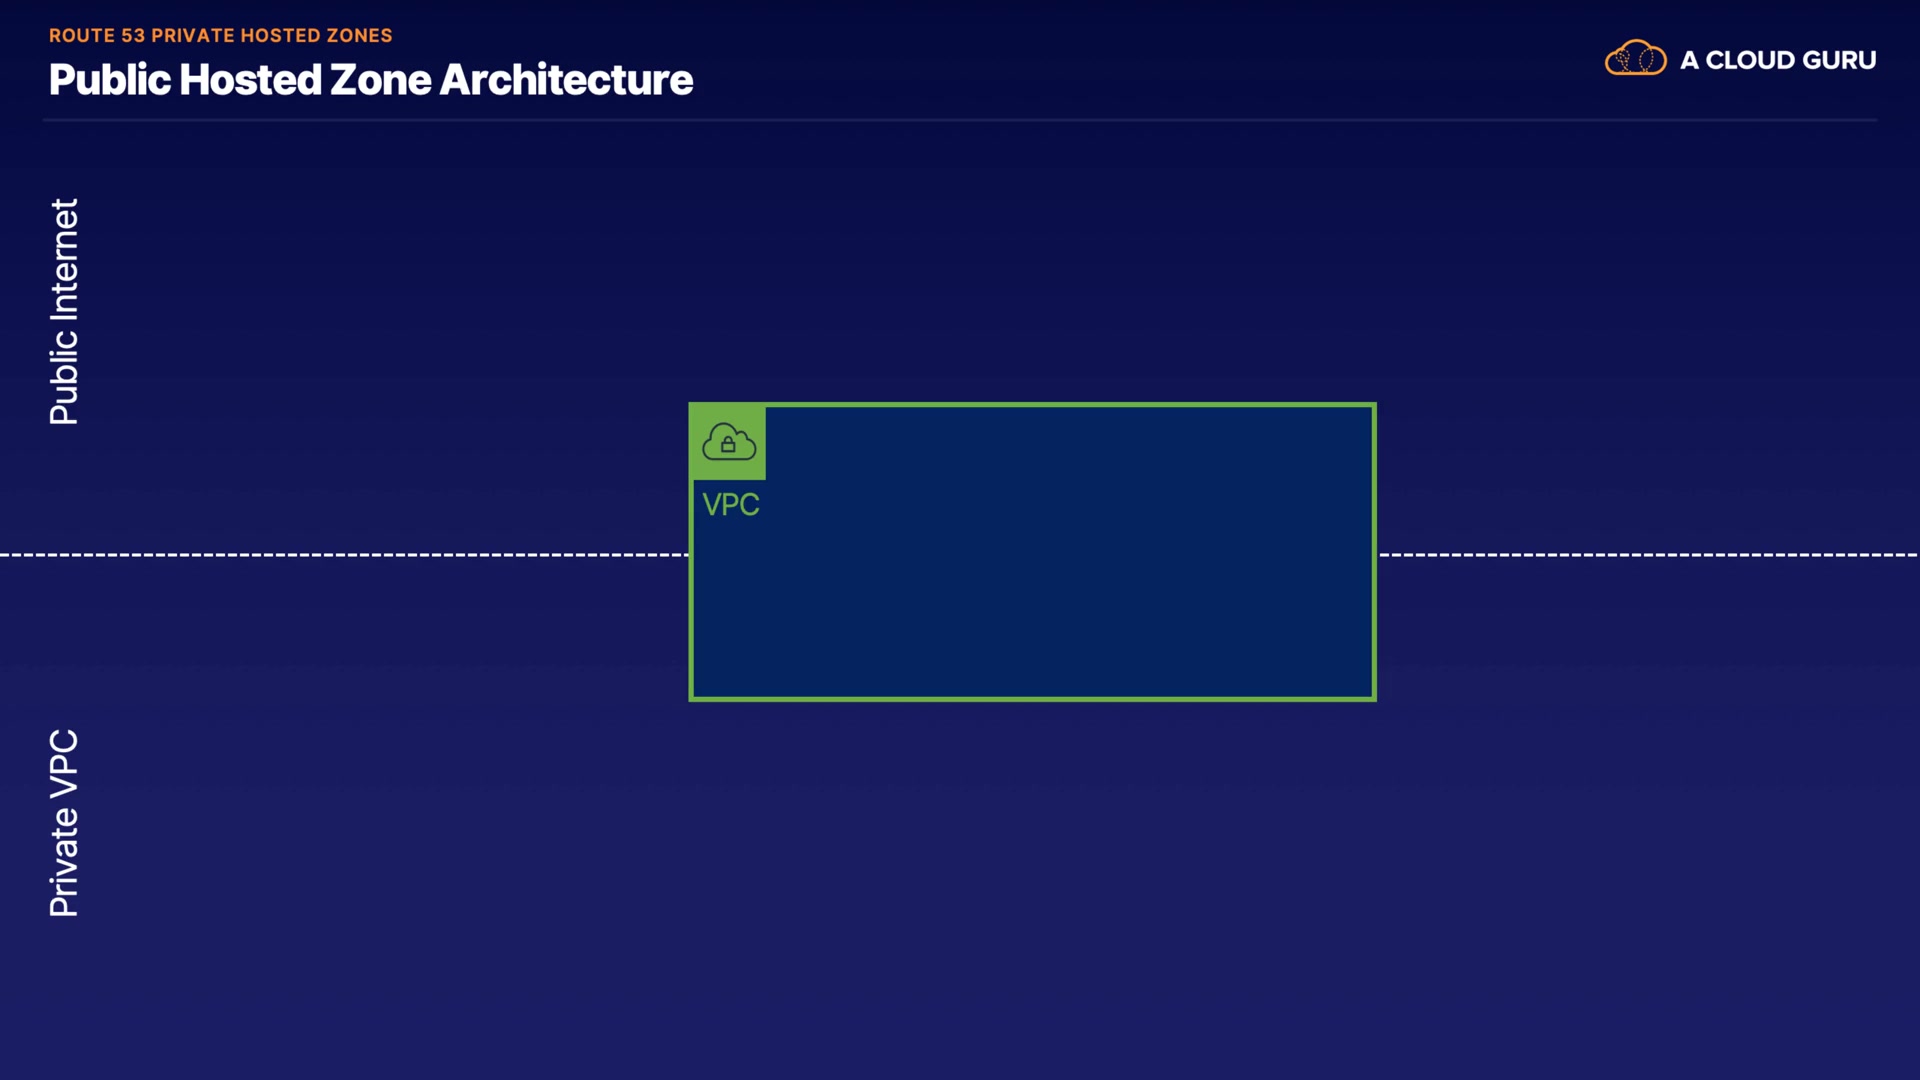 ROUTE 53 PRIVATE HOSTED ZONES
Public Hosted Zone Architecture
A CLOUD GURU
Public Internet
VPC
Private VPC